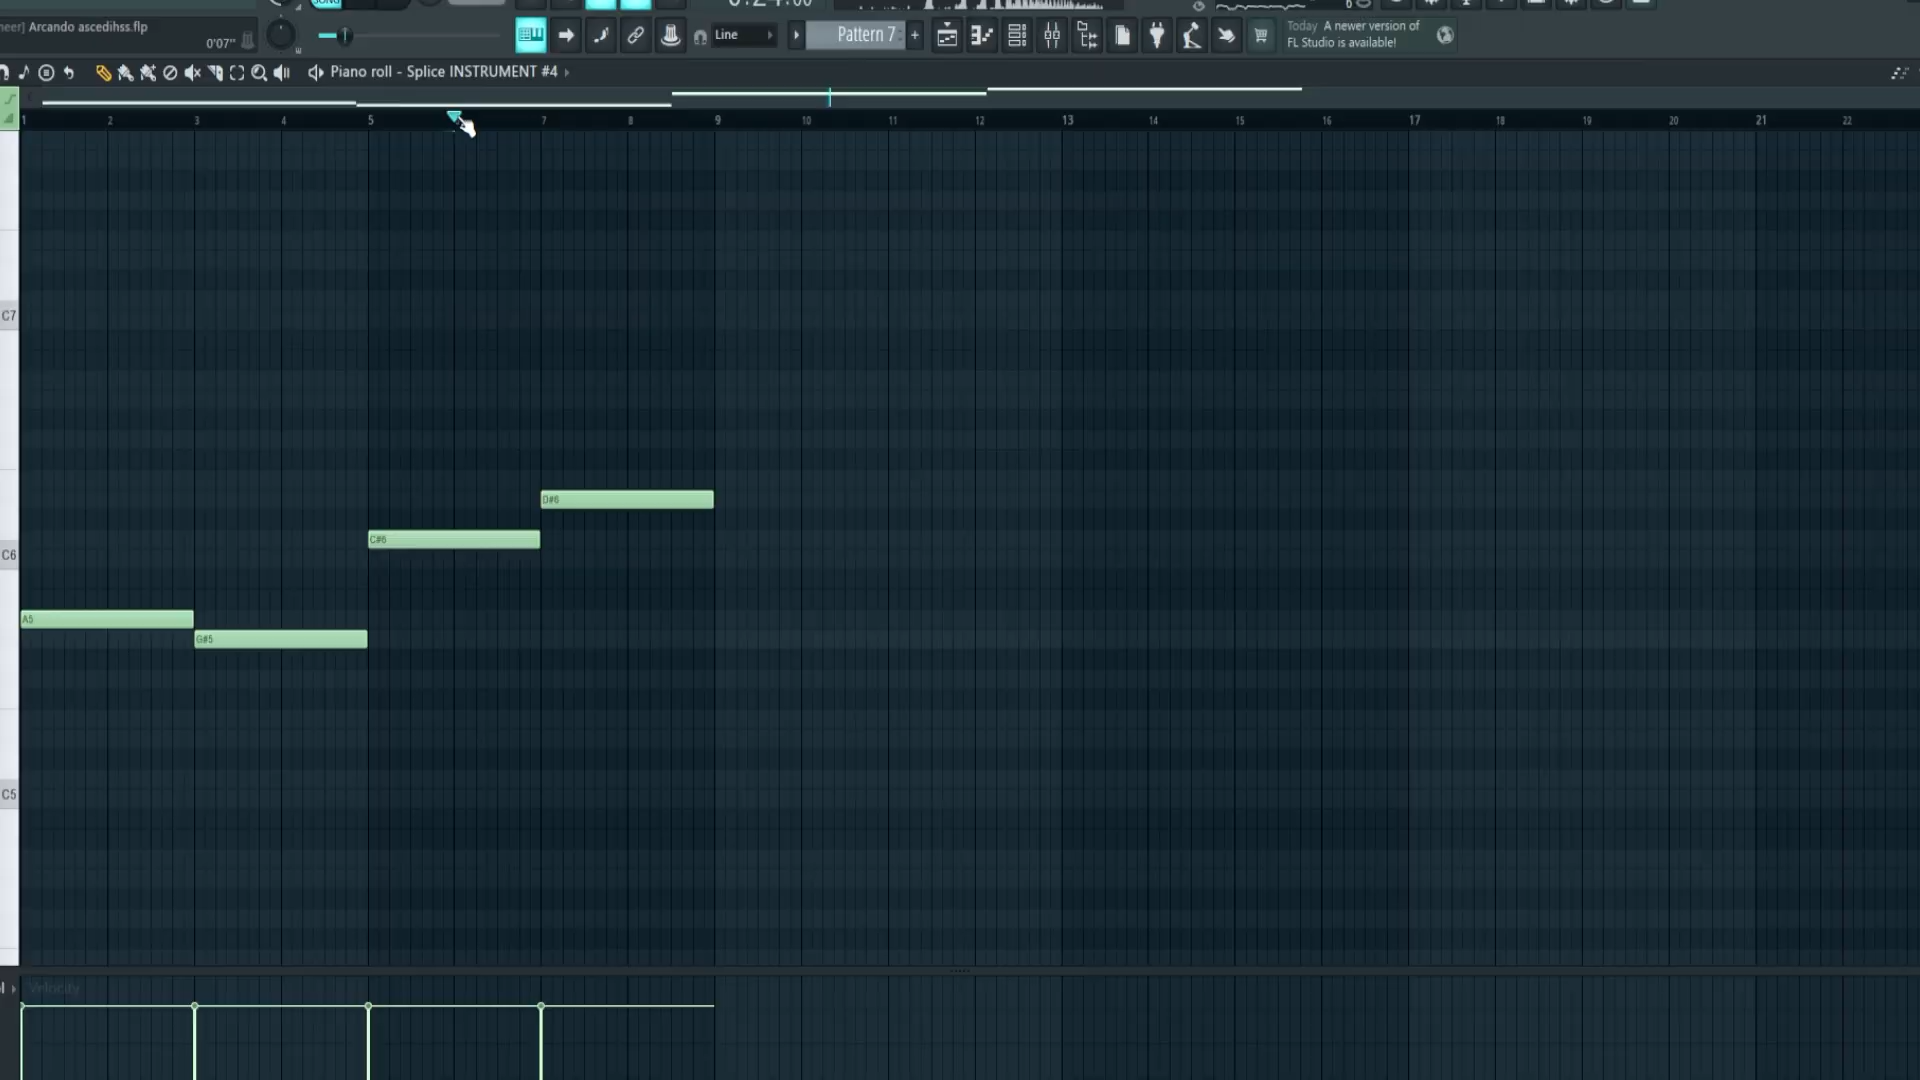 SONG
neer] Arcando ascedihss.flp
0'07"
Line
Pattern 7
+
Today A newer version of
FL Studio is available!
Piano roll - Splice INSTRUMENT #4
1 2 3 4 5 7 8 9 10 11 12 13 14 15 16 17 18 19 20 21 22
C7
D#6
C#6
C6
A5
G#5
C5
Velocity